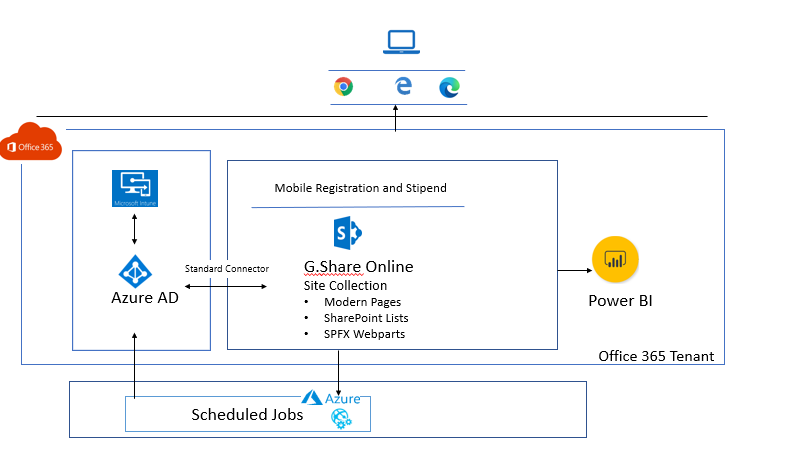 Office 365
Microsoft Intune
Mobile Registration and Stipend
S
Standard Connector
G.Share Online
Azure AD
Site Collection
• Modern Pages
• SharePoint Lists
• SPFX Webparts
Power BI
Office 365 Tenant
Azure
Scheduled Jobs